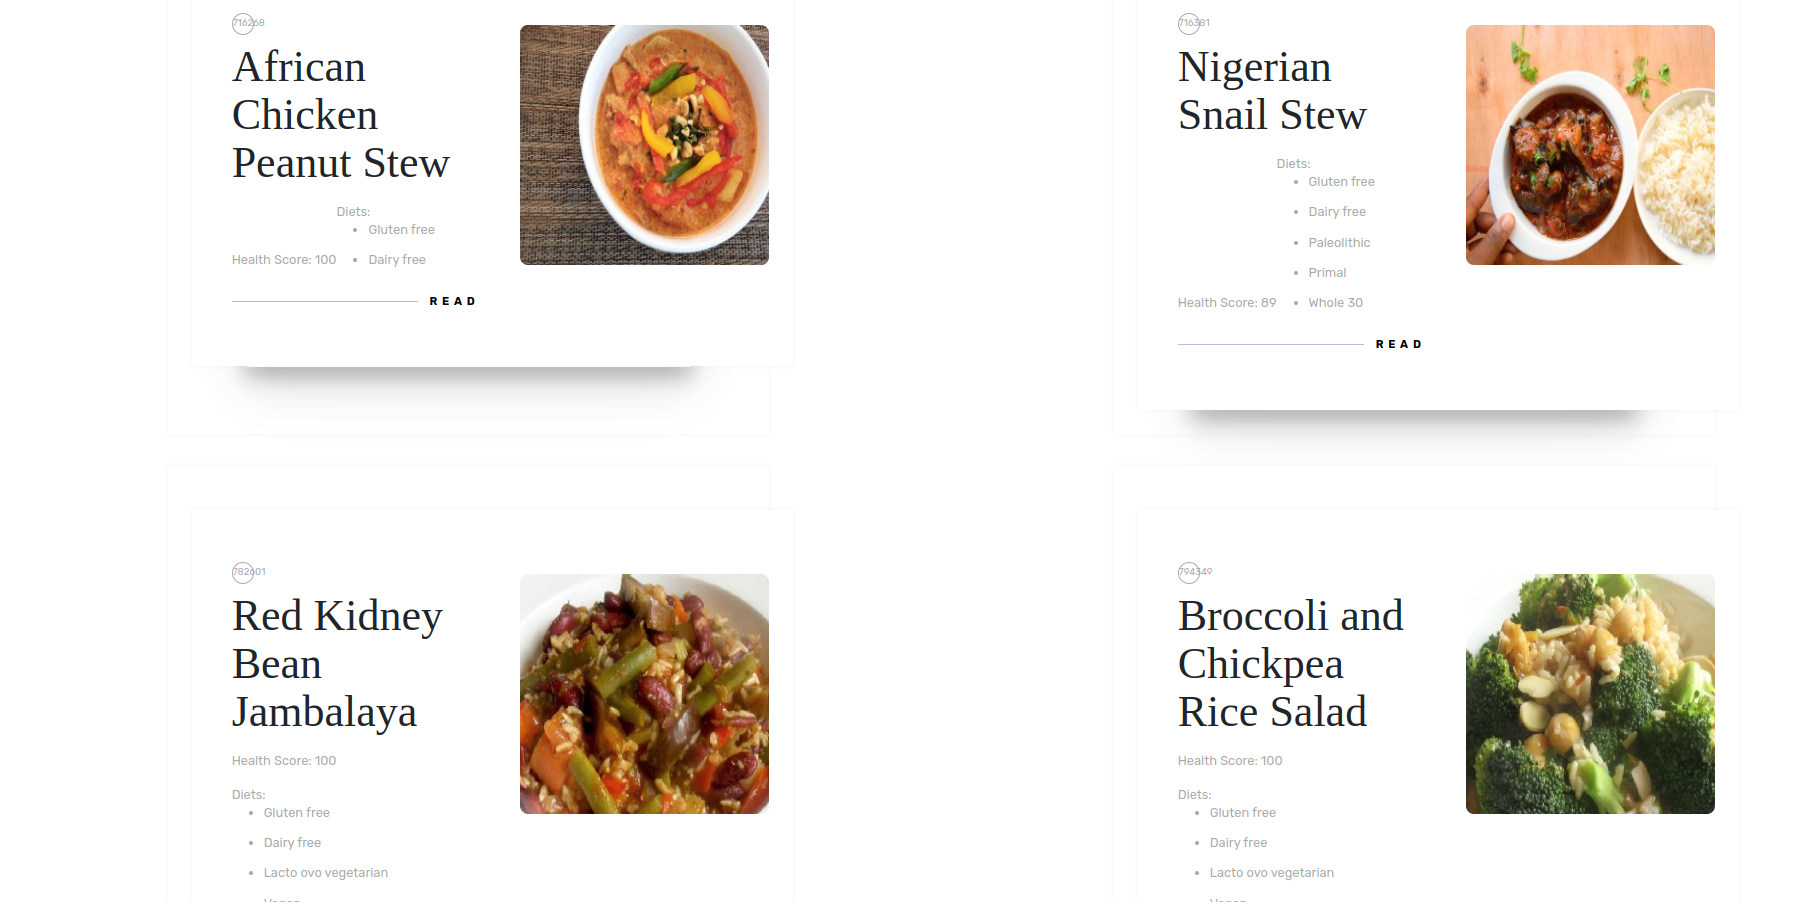 716268
African
Chicken
Peanut Stew
Diets:
• Gluten free
Health Score: 100 • Dairy free
READ
716381
Nigerian
Snail Stew
Diets:
• Gluten free
• Dairy free
• Paleolithic
• Primal
Health Score: 89 • Whole 30
READ
782601
Red Kidney
Bean
Jambalaya
Health Score: 100
Diets:
• Gluten free
• Dairy free
• Lacto ovo vegetarian
• Vegan
794349
Broccoli and
Chickpea
Rice Salad
Health Score: 100
Diets:
• Gluten free
• Dairy free
• Lacto ovo vegetarian
• Vegan